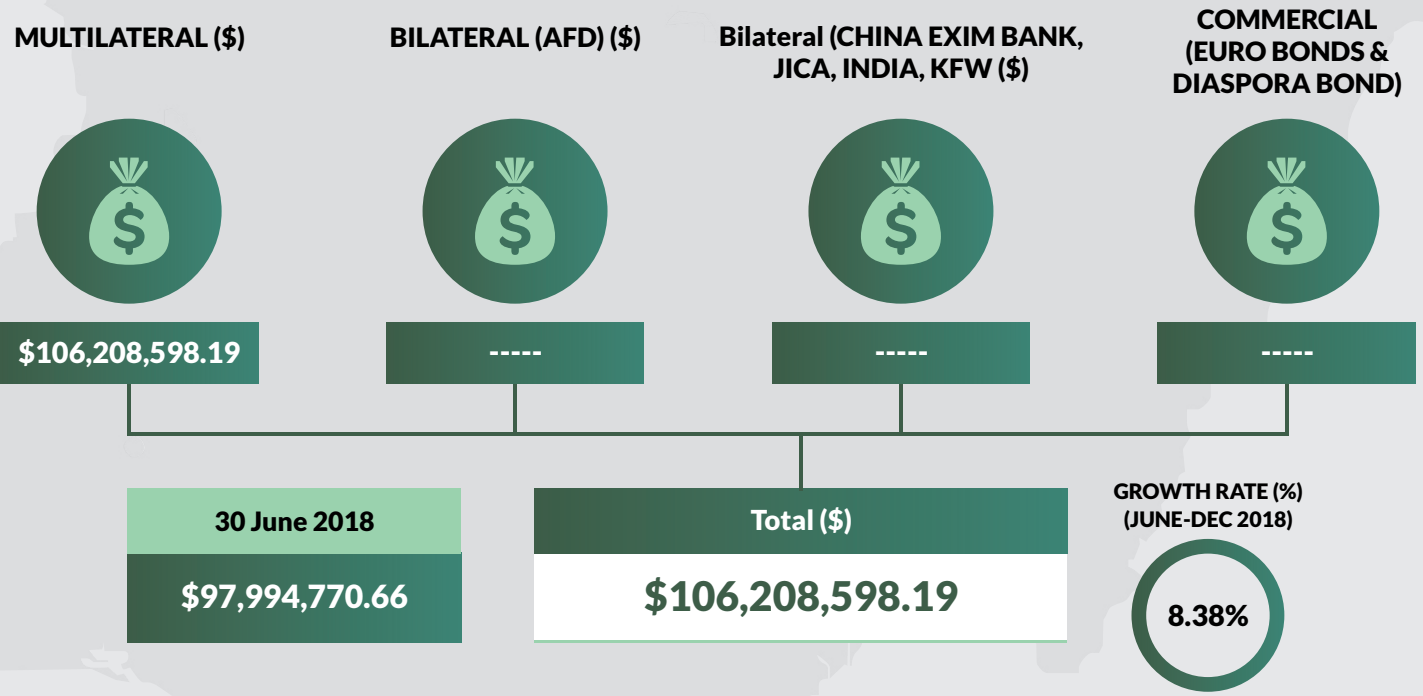 MULTILATERAL ($)
BILATERAL (AFD) ($)
Bilateral (CHINA EXIM BANK,
JICA, INDIA, KFW ($)
COMMERCIAL
(EURO BONDS &
DIASPORA BOND)
$
$
$
$
$106,208,598.19
-----
-----
-----
30 June 2018
$97,994,770.66
Total ($)
$106,208,598.19
GROWTH RATE (%)
(JUNE-DEC 2018)
8.38%